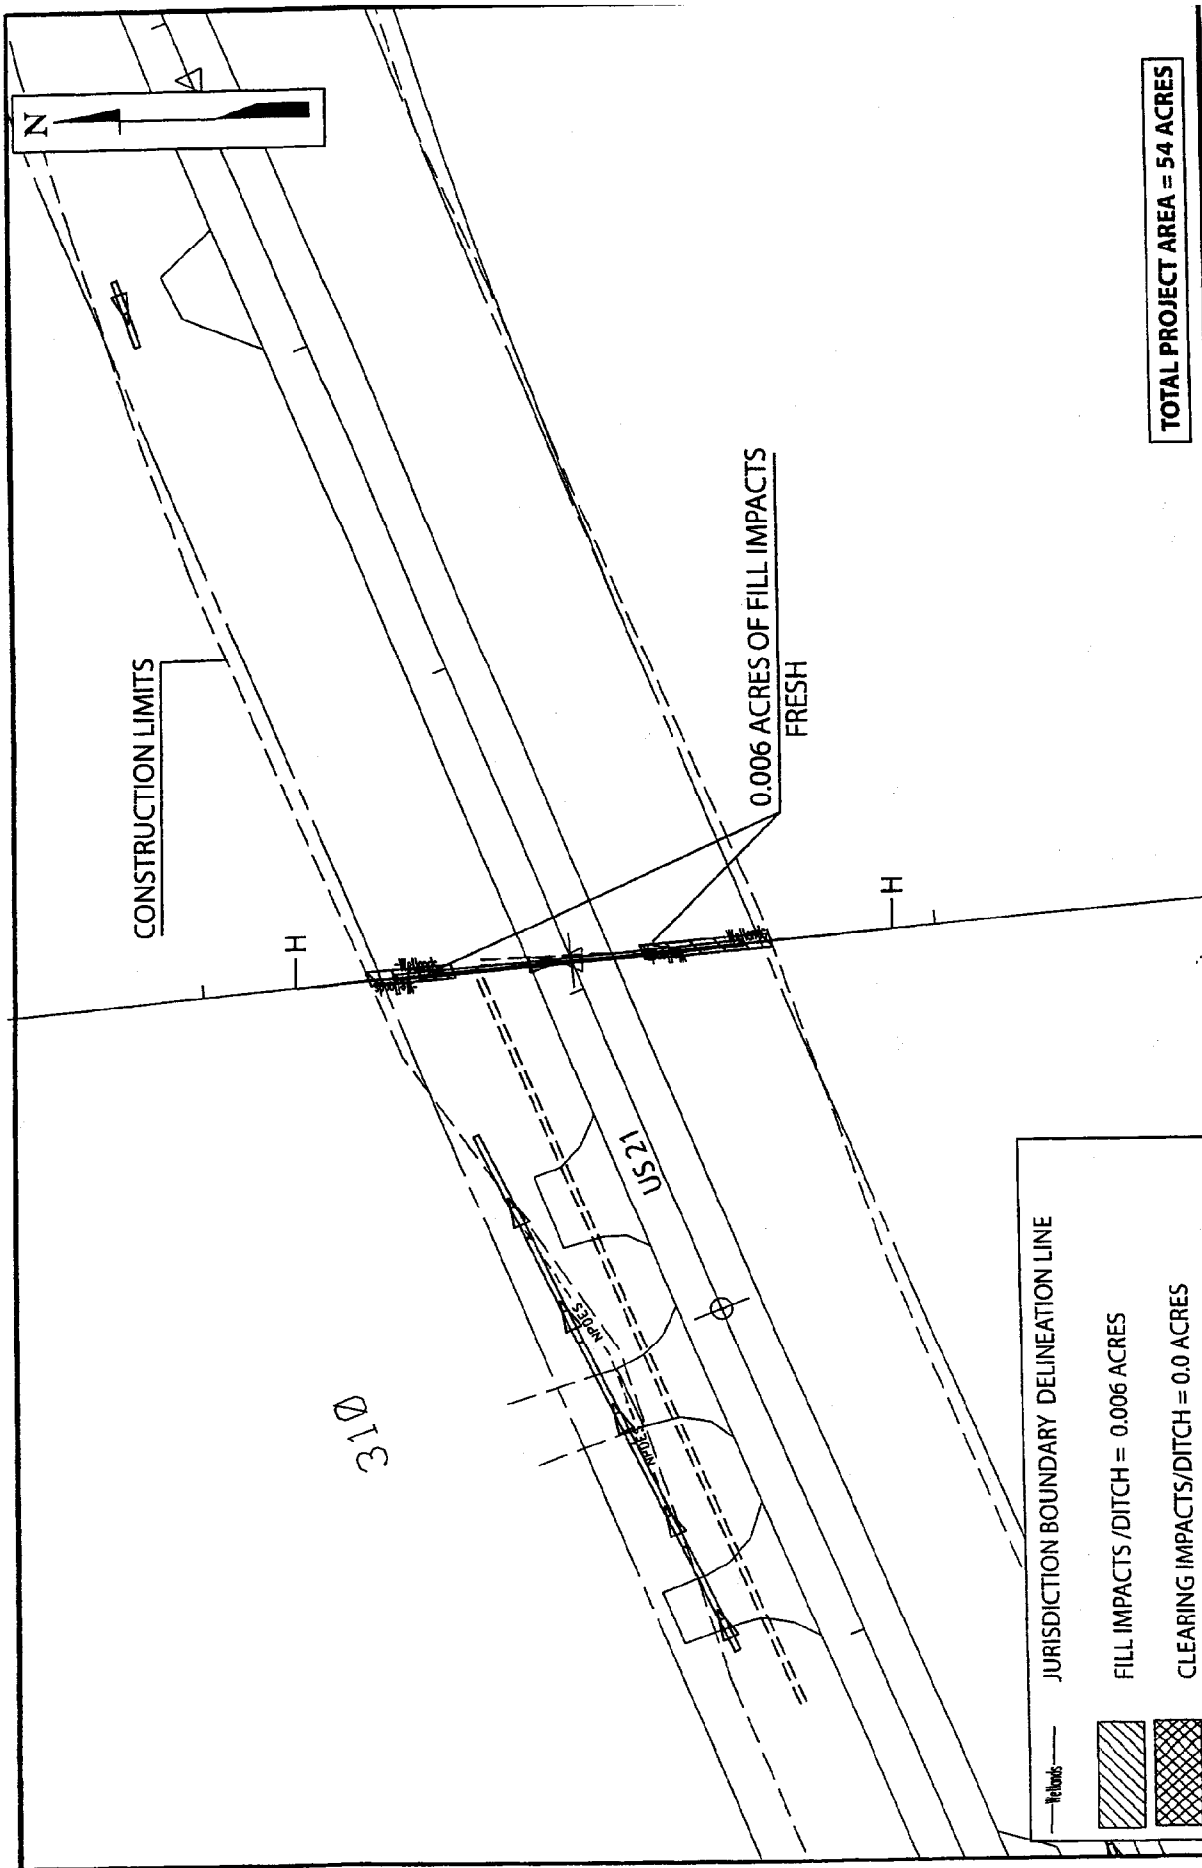 N
CONSTRUCTION LIMITS
H
310
NPDES
NPDES
US 21
0.006 ACRES OF FILL IMPACTS
FRESH
H
TOTAL PROJECT AREA = 54 ACRES
Wetlands
JURISDICTION BOUNDARY DELINEATION LINE
FILL IMPACTS /DITCH = 0.006 ACRES
CLEARING IMPACTS/DITCH = 0.0 ACRES